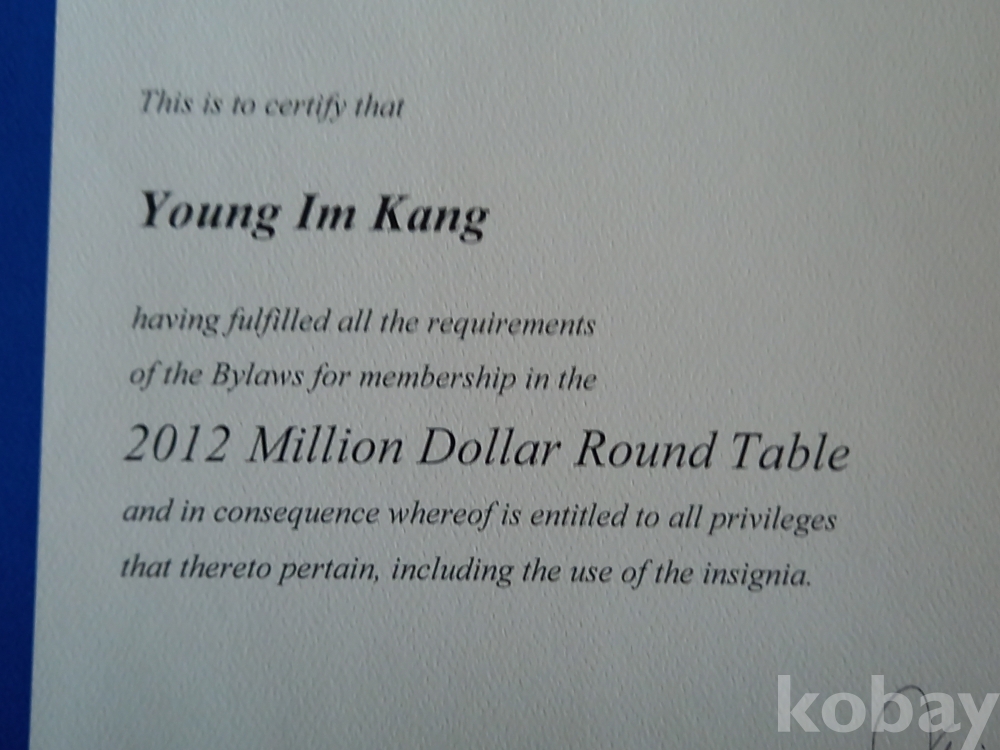 This is to certify that
Young Im Kang
having fulfilled all the requirements
of the Bylaws for membership in the
2012 Million Dollar Round Table
and in consequence whereof is entitled to all privileges
that thereto pertain, including the use of the insignia.
kobay